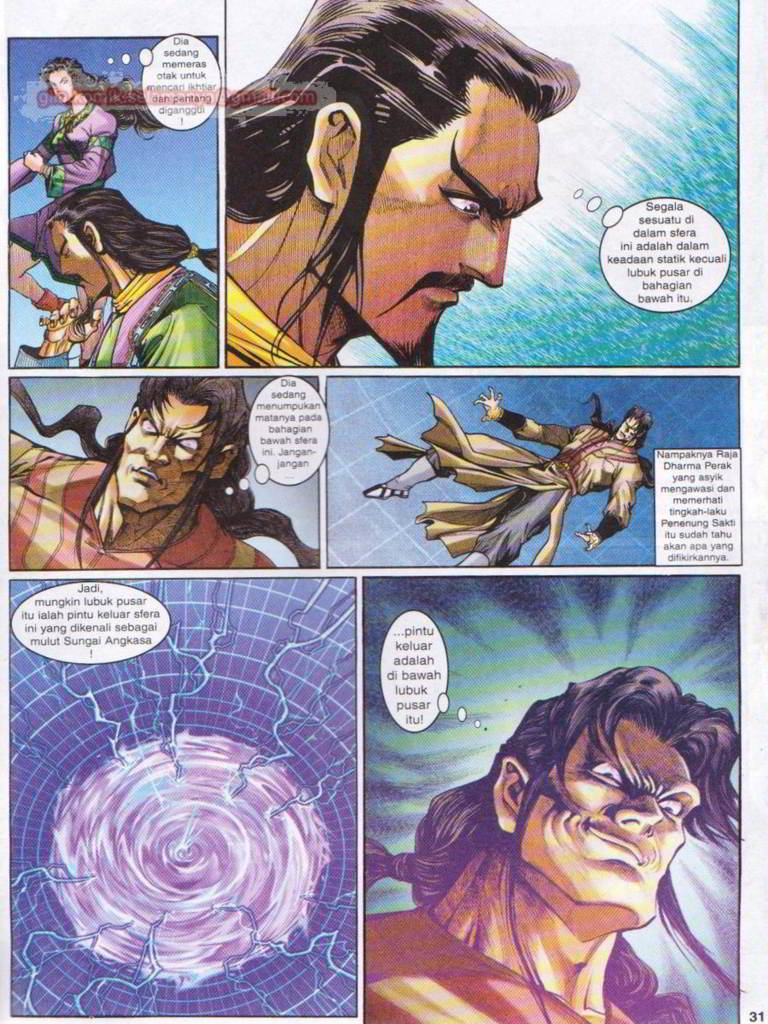 Dia
sedang
memeras
otak untuk
mencari ikhtiar
dan pantang
diganggu!
!
Segala
sesuatu di
dalam sfera
ini adalah dalam
keadaan statik kecuali
lubuk pusar di
bahagian
bawah itu.
Dia
sedang
menumpukan
matanya pada
bahagian
bawah sfera
ini. Jangan-
jangan
...
Nampaknya Raja
Dharma Perak
yang asyik
mengawasi dan
memerhati
tingkah-laku
Penenung Sakti
itu sudah tahu
akan apa yang
difikirkannya.
Jadi,
mungkin lubuk pusar
itu ialah pintu keluar sfera
ini yang dikenali sebagai
mulut Sungai Angkasa
!
...pintu
keluar
adalah
di bawah
lubuk
pusar
itu!
31